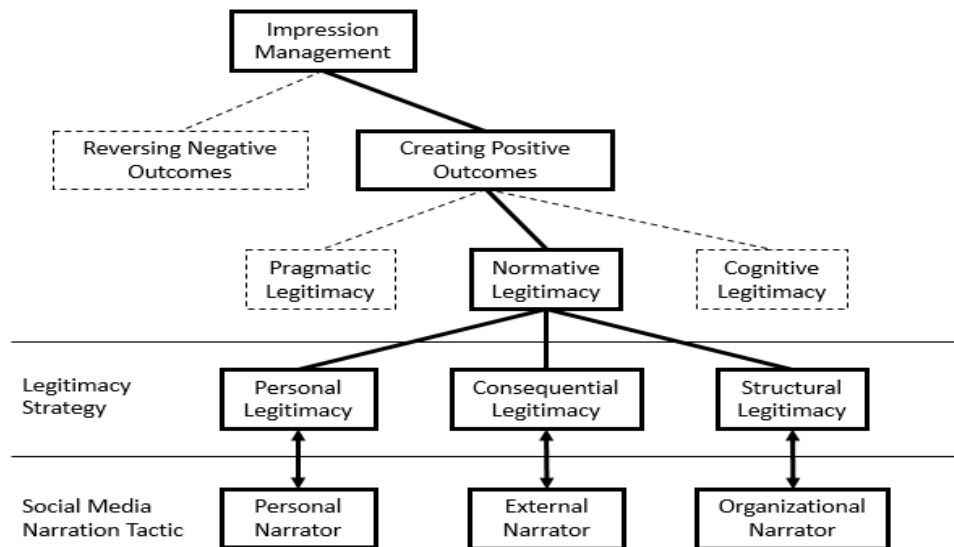 Impression
Management
Reversing Negative
Outcomes
Creating Positive
Outcomes
Pragmatic
Legitimacy
Normative
Legitimacy
Cognitive
Legitimacy
Legitimacy
Strategy
Personal
Legitimacy
Consequential
Legitimacy
Structural
Legitimacy
Social Media
Narration Tactic
Personal
Narrator
External
Narrator
Organizational
Narrator